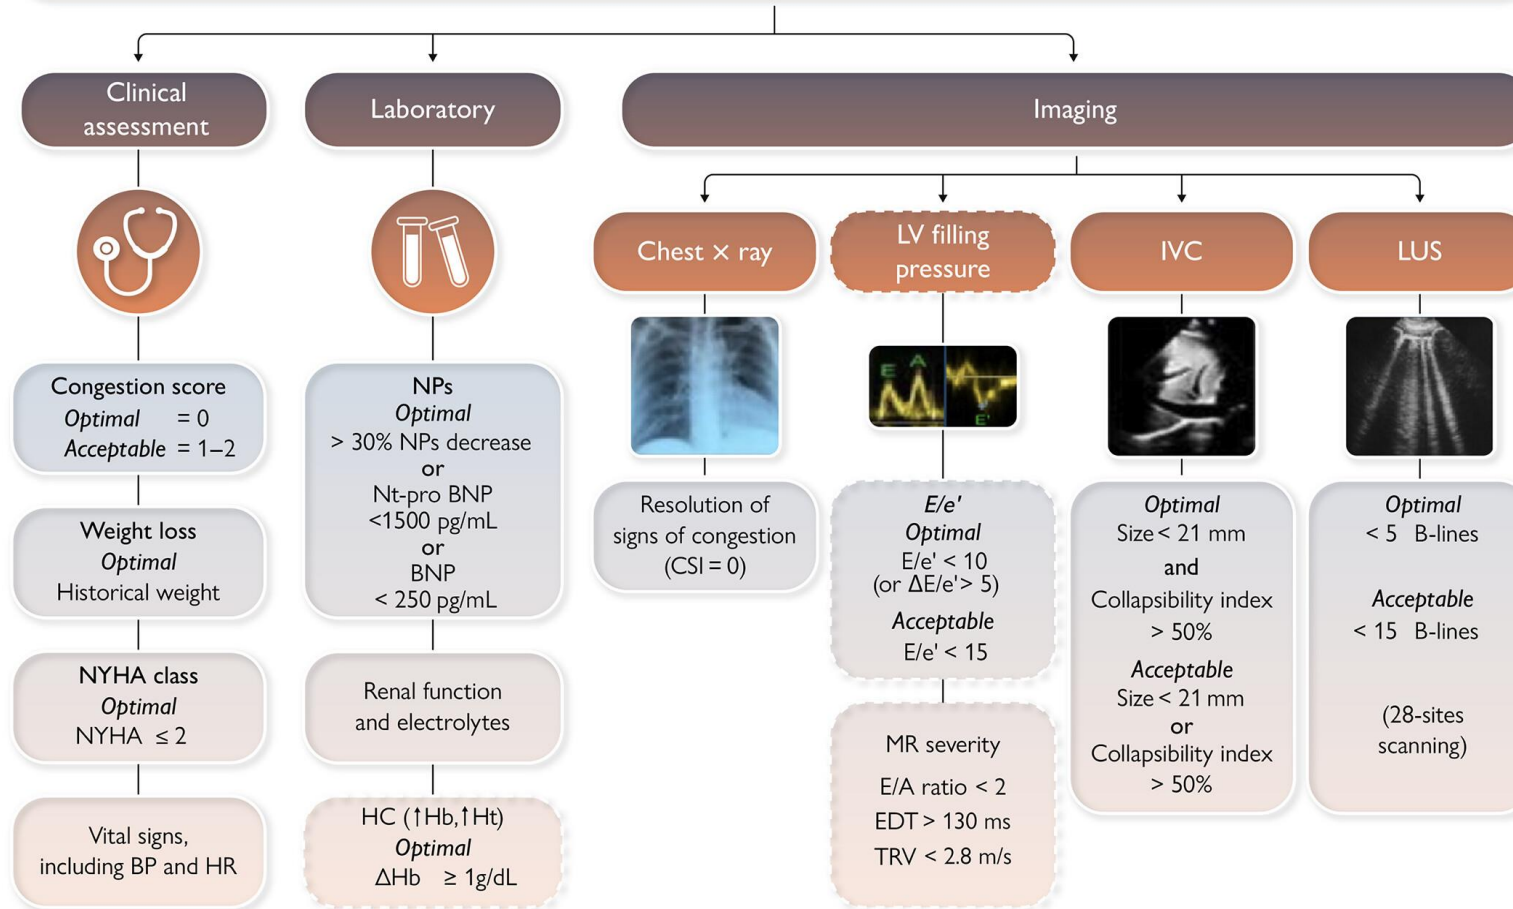 Clinical
assessment
Congestion score
Optimal = 0
Acceptable = 1–2
Weight loss
Optimal
Historical weight
NYHA class
Optimal
NYHA ≤ 2
Vital signs,
including BP and HR
Laboratory
NPs
Optimal
> 30% NPs decrease
or
Nt-pro BNP
<1500 pg/mL
or
BNP
< 250 pg/mL
Renal function
and electrolytes
HC (↑Hb,↑Ht)
Optimal
ΔHb ≥ 1g/dL
Imaging
Chest × ray
Resolution of
signs of congestion
(CSI = 0)
LV filling
pressure
E A
E'
E/e'
Optimal
E/e' < 10
(or ΔE/e'> 5)
Acceptable
E/e' < 15
MR severity
E/A ratio < 2
EDT > 130 ms
TRV < 2.8 m/s
IVC
Optimal
Size < 21 mm
and
Collapsibility index
> 50%
Acceptable
Size < 21 mm
or
Collapsibility index
> 50%
LUS
Optimal
< 5 B-lines
Acceptable
< 15 B-lines
(28-sites
scanning)